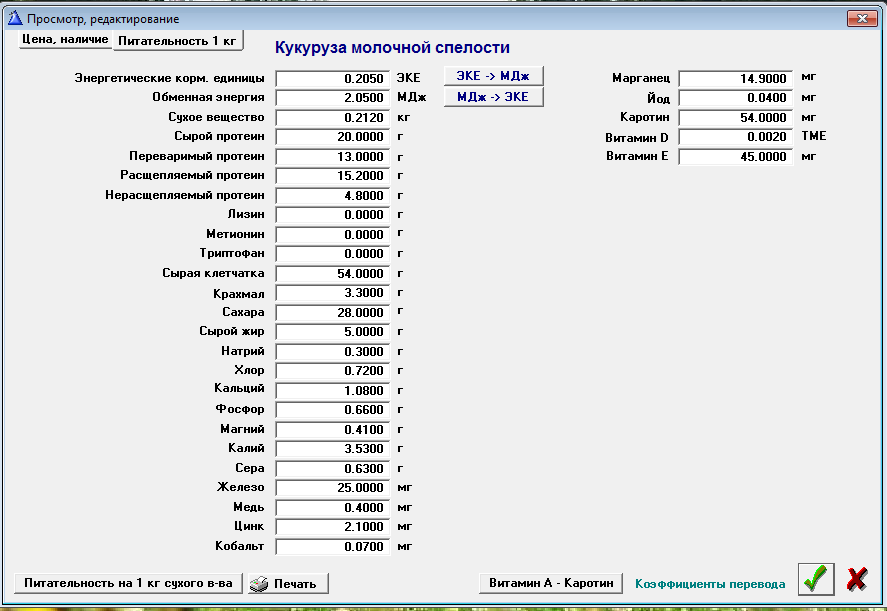 Просмотр, редактирование
Цена, наличие Питательность 1 кг
Кукуруза молочной спелости
Энергетические корм. единицы 0.2050 ЭКЕ ЭКЕ -> МДж Марганец 14.9000 мг
Обменная энергия 2.0500 МДж МДж -> ЭКЕ Йод 0.0400 мг
Сухое вещество 0.2120 кг Каротин 54.0000 мг
Сырой протеин 20.0000 г Витамин D 0.0020 ТМЕ
Переваримый протеин 13.0000 г Витамин Е 45.0000 мг
Расщепляемый протеин 15.2000 г
Нерасщепляемый протеин 4.8000 г
Лизин 0.0000 г
Метионин 0.0000 г
Триптофан 0.0000 г
Сырая клетчатка 54.0000 г
Крахмал 3.3000 г
Сахара 28.0000 г
Сырой жир 5.0000 г
Натрий 0.3000 г
Хлор 0.7200 г
Кальций 1.0800 г
Фосфор 0.6600 г
Магний 0.4100 г
Калий 3.5300 г
Сера 0.6300 г
Железо 25.0000 мг
Медь 0.4000 мг
Цинк 2.1000 мг
Кобальт 0.0700 мг
Питательность на 1 кг сухого в-ва Печать Витамин А - Каротин Коэффициенты перевода